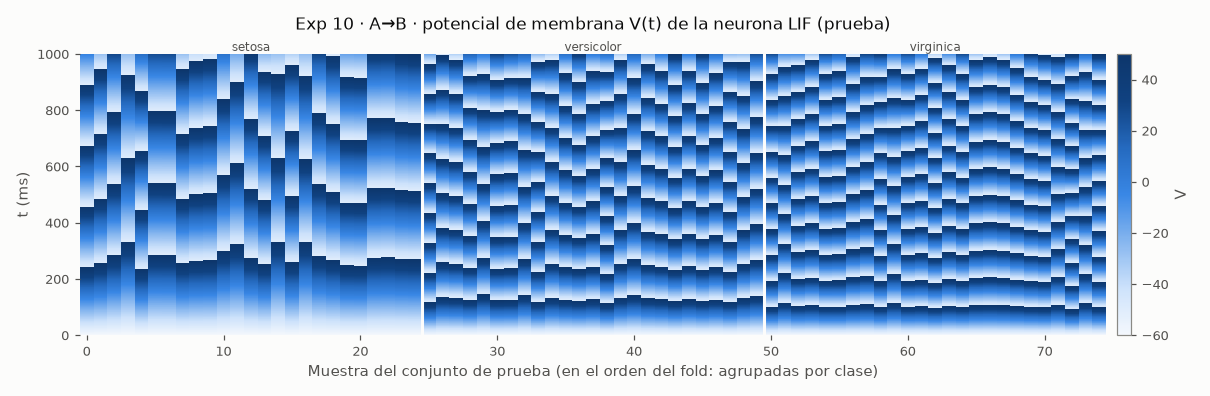 Exp 10 · A→B · potencial de membrana V(t) de la neurona LIF (prueba)
setosa versicolor virginica
1000
800
600
400
200
0
t (ms)
0 10 20 30 40 50 60 70
Muestra del conjunto de prueba (en el orden del fold: agrupadas por clase)
40
20
0
−20
−40
−60
V